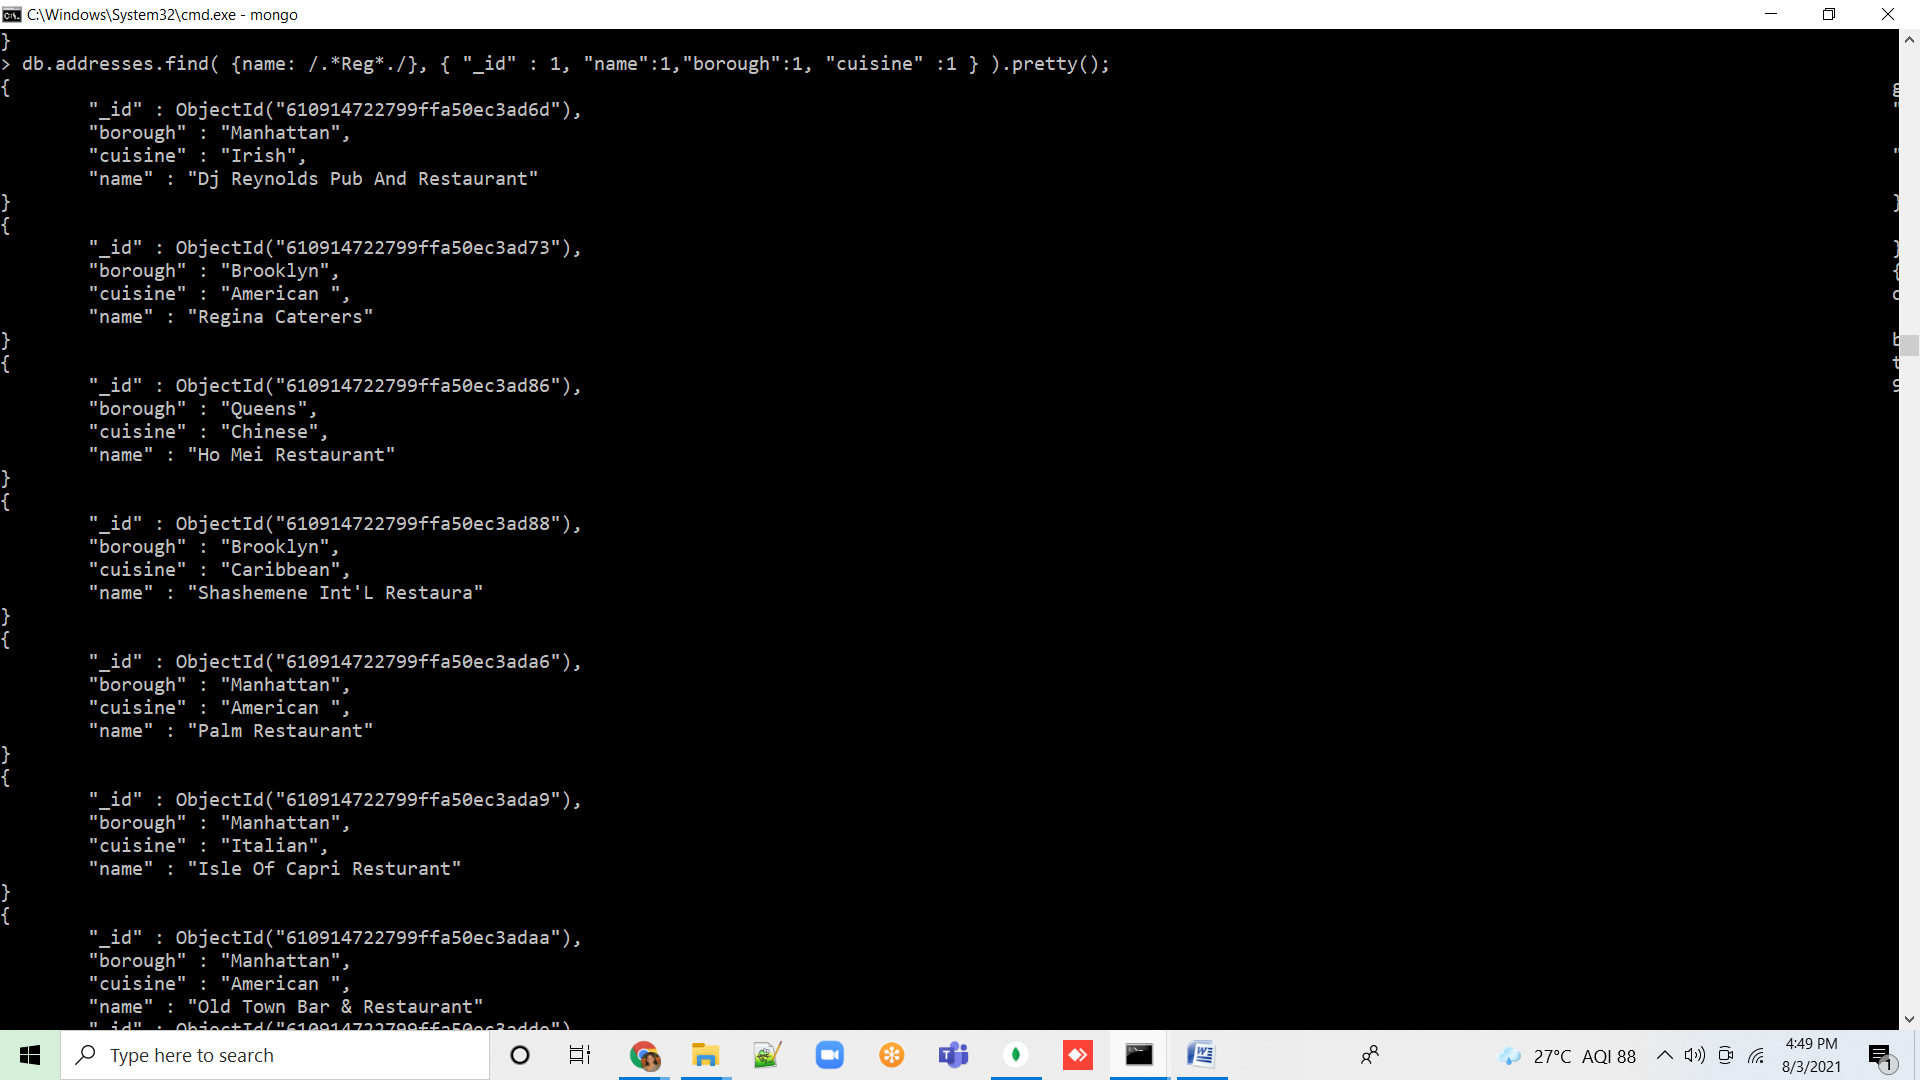 C:\Windows\System32\cmd.exe - mongo
}
> db.addresses.find( {name: /.*Reg*./}, { "_id" : 1, "name":1,"borough":1, "cuisine" :1 } ).pretty();
{
"_id" : ObjectId("610914722799ffa50ec3ad6d"),
"borough" : "Manhattan",
"cuisine" : "Irish",
"name" : "Dj Reynolds Pub And Restaurant"
}
{
"_id" : ObjectId("610914722799ffa50ec3ad73"),
"borough" : "Brooklyn",
"cuisine" : "American ",
"name" : "Regina Caterers"
}
{
"_id" : ObjectId("610914722799ffa50ec3ad86"),
"borough" : "Queens",
"cuisine" : "Chinese",
"name" : "Ho Mei Restaurant"
}
{
"_id" : ObjectId("610914722799ffa50ec3ad88"),
"borough" : "Brooklyn",
"cuisine" : "Caribbean",
"name" : "Shashemene Int'L Restaura"
}
{
"_id" : ObjectId("610914722799ffa50ec3ada6"),
"borough" : "Manhattan",
"cuisine" : "American ",
"name" : "Palm Restaurant"
}
{
"_id" : ObjectId("610914722799ffa50ec3ada9"),
"borough" : "Manhattan",
"cuisine" : "Italian",
"name" : "Isle Of Capri Resturant"
}
{
"_id" : ObjectId("610914722799ffa50ec3adaa"),
"borough" : "Manhattan",
"cuisine" : "American ",
"name" : "Old Town Bar & Restaurant"
Type here to search
27°C AQI 88
4:49 PM
8/3/2021
1